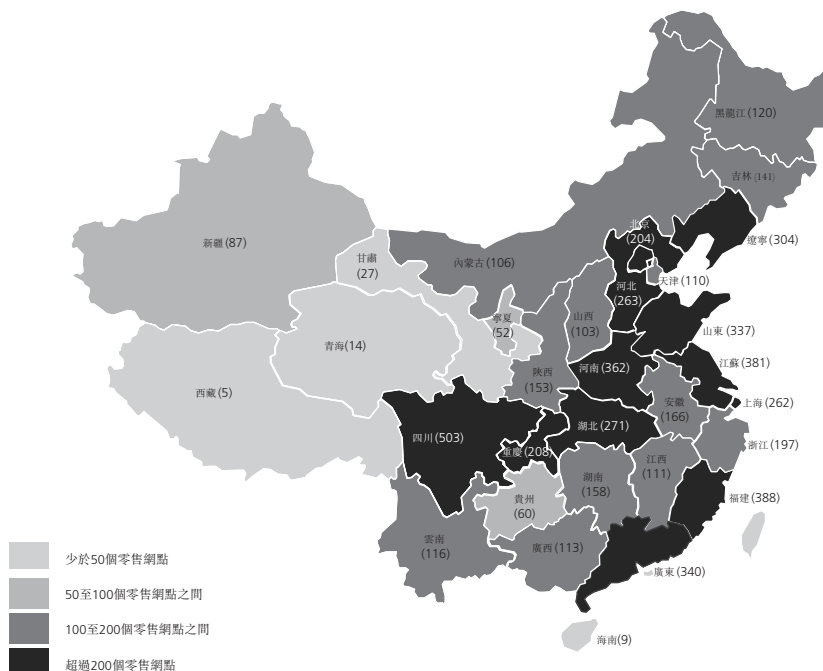 黑龍江 (120)
吉林 (141)
北京
(204)
遼寧 (304)
新疆 (87)
甘肅
(27)
內蒙古 (106)
天津 (110)
河北
(263)
寧夏
(52)
山西
(103)
山東 (337)
青海(14)
陝西
(153)
河南 (362)
江蘇 (381)
西藏 (5)
安徽
(166)
上海 (262)
四川 (503)
湖北 (271)
浙江 (197)
重慶 (208)
江西
(111)
湖南
(158)
福建 (388)
貴州
(60)
雲南
(116)
廣西 (113)
廣東 (340)
海南(9)
少於50個零售網點
50至100個零售網點之間
100至200個零售網點之間
超過200個零售網點